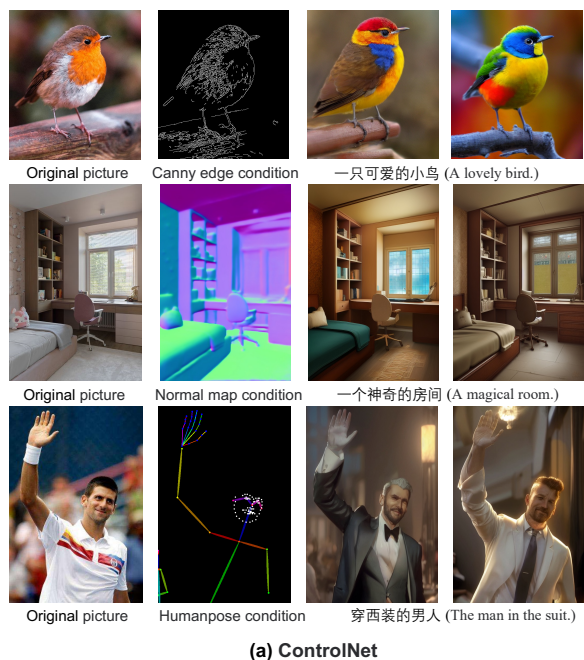 Original picture Canny edge condition 一只可爱的小鸟 (A lovely bird.)
Original picture Normal map condition 一个神奇的房间 (A magical room.)
Original picture Humanpose condition 穿西装的男人 (The man in the suit.)
(a) ControlNet